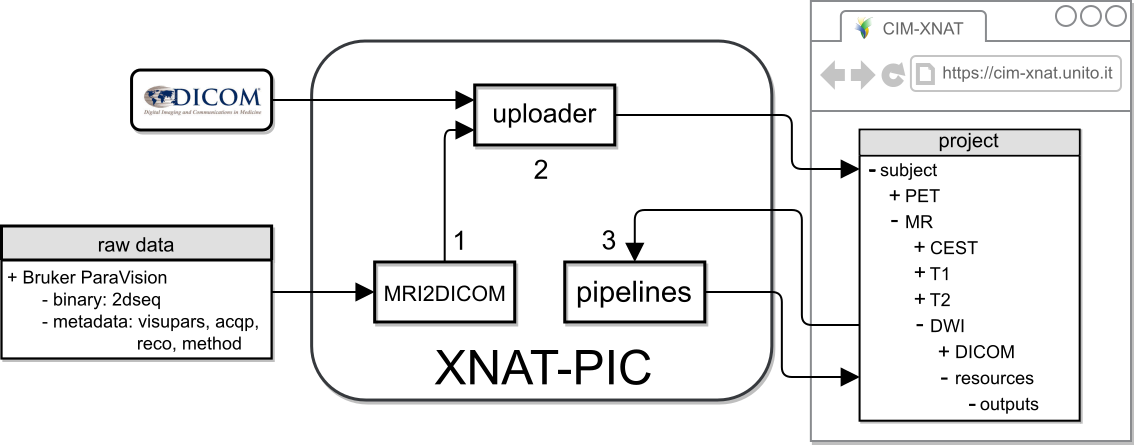 CIM-XNAT
https://cim-xnat.unito.it
DICOM
Digital Imaging and Communications in Medicine
uploader
2
raw data
+ Bruker ParaVision
- binary: 2dseq
- metadata: visupars, acqp,
reco, method
1
MRI2DICOM
3
pipelines
XNAT-PIC
project
- subject
+ PET
- MR
+ CEST
+ T1
+ T2
- DWI
+ DICOM
- resources
- outputs